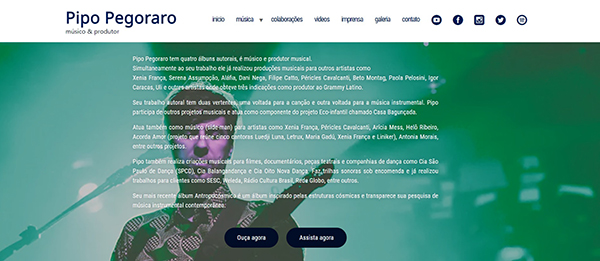 Pipo Pegoraro
músico & produtor
início música colaborações vídeos imprensa galeria contato
Pipo Pegoraro tem quatro álbuns autorais, é músico e produtor musical.
Simultaneamente ao seu trabalho ele já realizou produções musicais para outros artistas como
Xenia França, Serena Assumpção, Aláfia, Dani Nega, Filipe Catto, Péricles Cavalcanti, Beto Montag, Paola Pelosini, Igor
Caracas, Uli e outros artistas onde obteve três indicações como produtor ao Grammy Latino.
Seu trabalho autoral tem duas vertentes, uma voltada para a canção e outra voltada para a música instrumental. Pipo
participa de outros projetos musicais e atua como componente do projeto Eco-infantil chamado Casa Bagunçada.
Atua também como músico (side man) para artistas como Xenia França, Péricles Cavalcanti, Arícia Mess, Helô Ribeiro,
Acorda Amor (projeto que reúne cinco cantores Luedji Luna, Letrux, Maria Gadú, Xenia França e Liniker), Antonia Morais,
entre outros projetos.
Pipo também realiza criações musicais para filmes, documentários, peças teatrais e companhias de dança como Cia São
Paulo de Dança (SPCD), Cia Balangandança e Cia Oito Nova Dança. Faz trilhas sonoras sob encomenda e já realizou
trabalhos para clientes como SESC, Weleda, Rádio Cultura Brasil, Rede Globo, entre outros.
Seu mais recente álbum Antropocósmico é um álbum inspirado pelas estruturas cósmicas e transparece sua pesquisa de
música instrumental contemporânea.
Ouça agora Assista agora